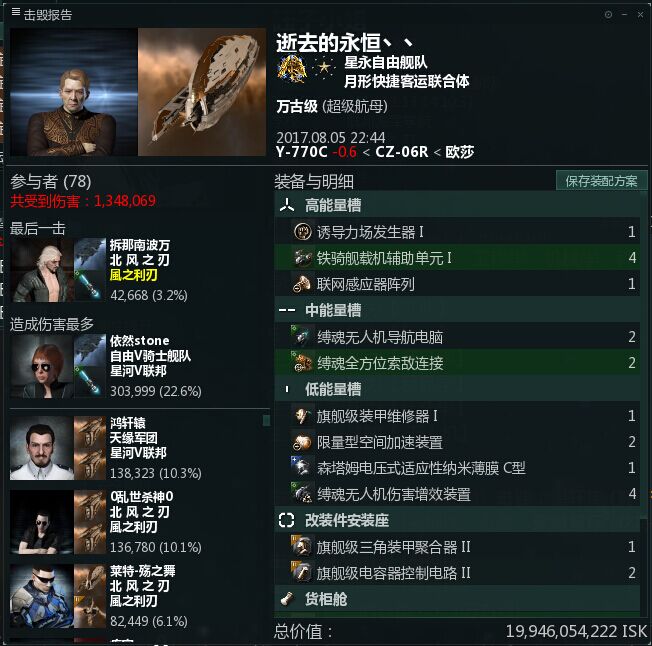 击毁报告
逝去的永恒、、
星永自由舰队
月形快捷客运联合体
万古级 (超级航母)
2017.08.05 22:44
Y-770C -0.6 < CZ-06R < 欧莎
参与者 (78)
共受到伤害：1,348,069
最后一击
拆那南波万
北 风 之 刃
風之利刃
42,668 (3.2%)
造成伤害最多
依然stone
自由V骑士舰队
星河V联邦
303,999 (22.6%)
鸿轩辕
天缘军团
星河V联邦
138,323 (10.3%)
0乱世杀神0
北 风 之 刃
風之利刃
136,780 (10.1%)
莱特-殇之舞
北 风 之 刃
風之利刃
82,449 (6.1%)
装备与明细
保存装配方案
高能量槽
诱导力场发生器 I 1
铁骑舰载机辅助单元 I 4
联网感应器阵列 1
中能量槽
缚魂无人机导航电脑 2
缚魂全方位索敌连接 2
低能量槽
旗舰级装甲维修器 I 1
限量型空间加速装置 2
森塔姆电压式适应性纳米薄膜 C型 1
缚魂无人机伤害增效装置 4
改装件安装座
旗舰级三角装甲聚合器 II 1
旗舰级电容器控制电路 II 2
货柜舱
总价值： 19,946,054,222 ISK